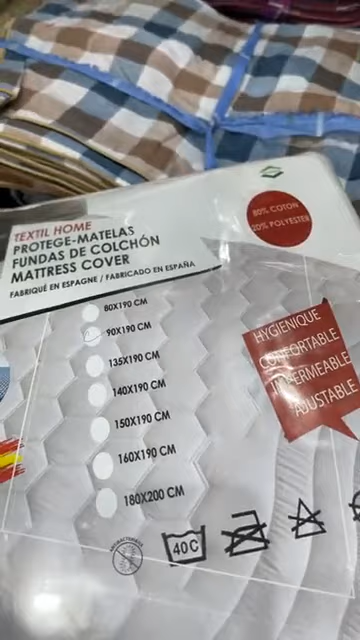 80% COTON
20% POLYESTER
TEXTIL HOME
PROTEGE-MATELAS
FUNDAS DE COLCHÓN
MATTRESS COVER
FABRIQUÉ EN ESPAGNE / FABRICADO EN ESPAÑA
80X190 CM
90X190 CM
135X190 CM
140X190 CM
150X190 CM
160X190 CM
180X200 CM
HYGIENIQUE
CONFORTABLE
IMPERMEABLE
AJUSTABLE
40C